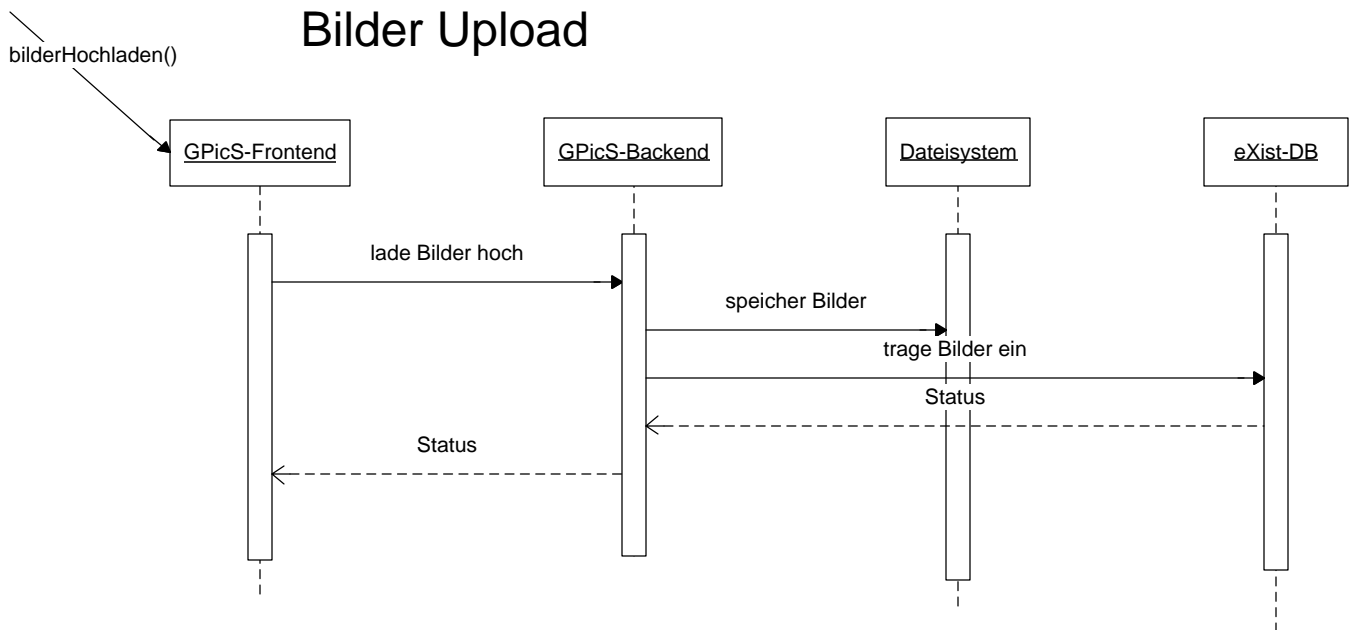 Bilder Upload
bilderHochladen()
GPicS-Frontend
GPicS-Backend
Dateisystem
eXist-DB
lade Bilder hoch
speicher Bilder
trage Bilder ein
Status
Status